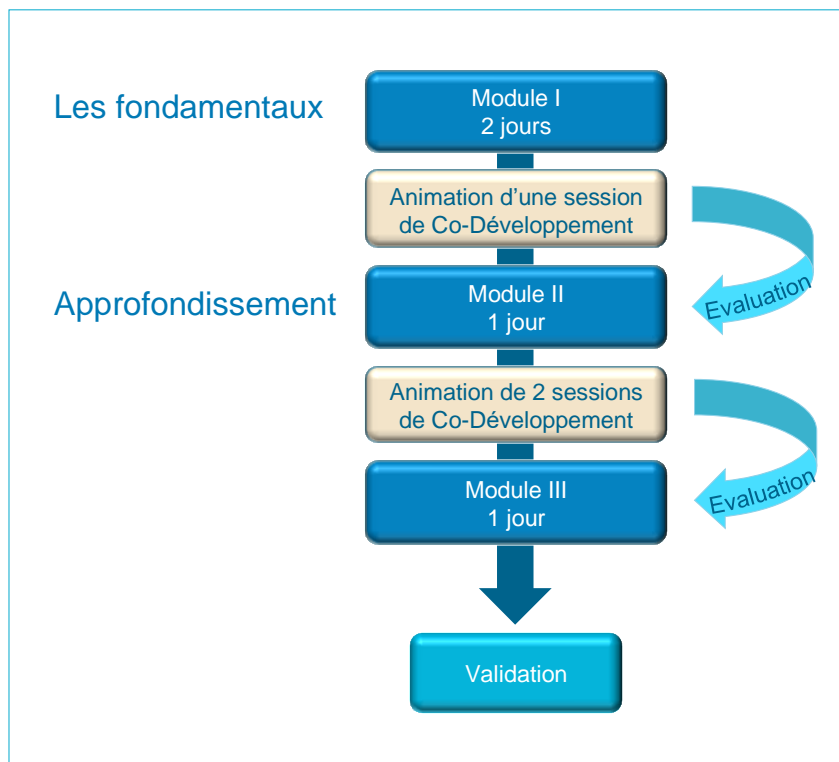 Les fondamentaux
Module I
2 jours
Animation d’une session
de Co-Développement
Evaluation
Approfondissement
Module II
1 jour
Animation de 2 sessions
de Co-Développement
Evaluation
Module III
1 jour
Validation